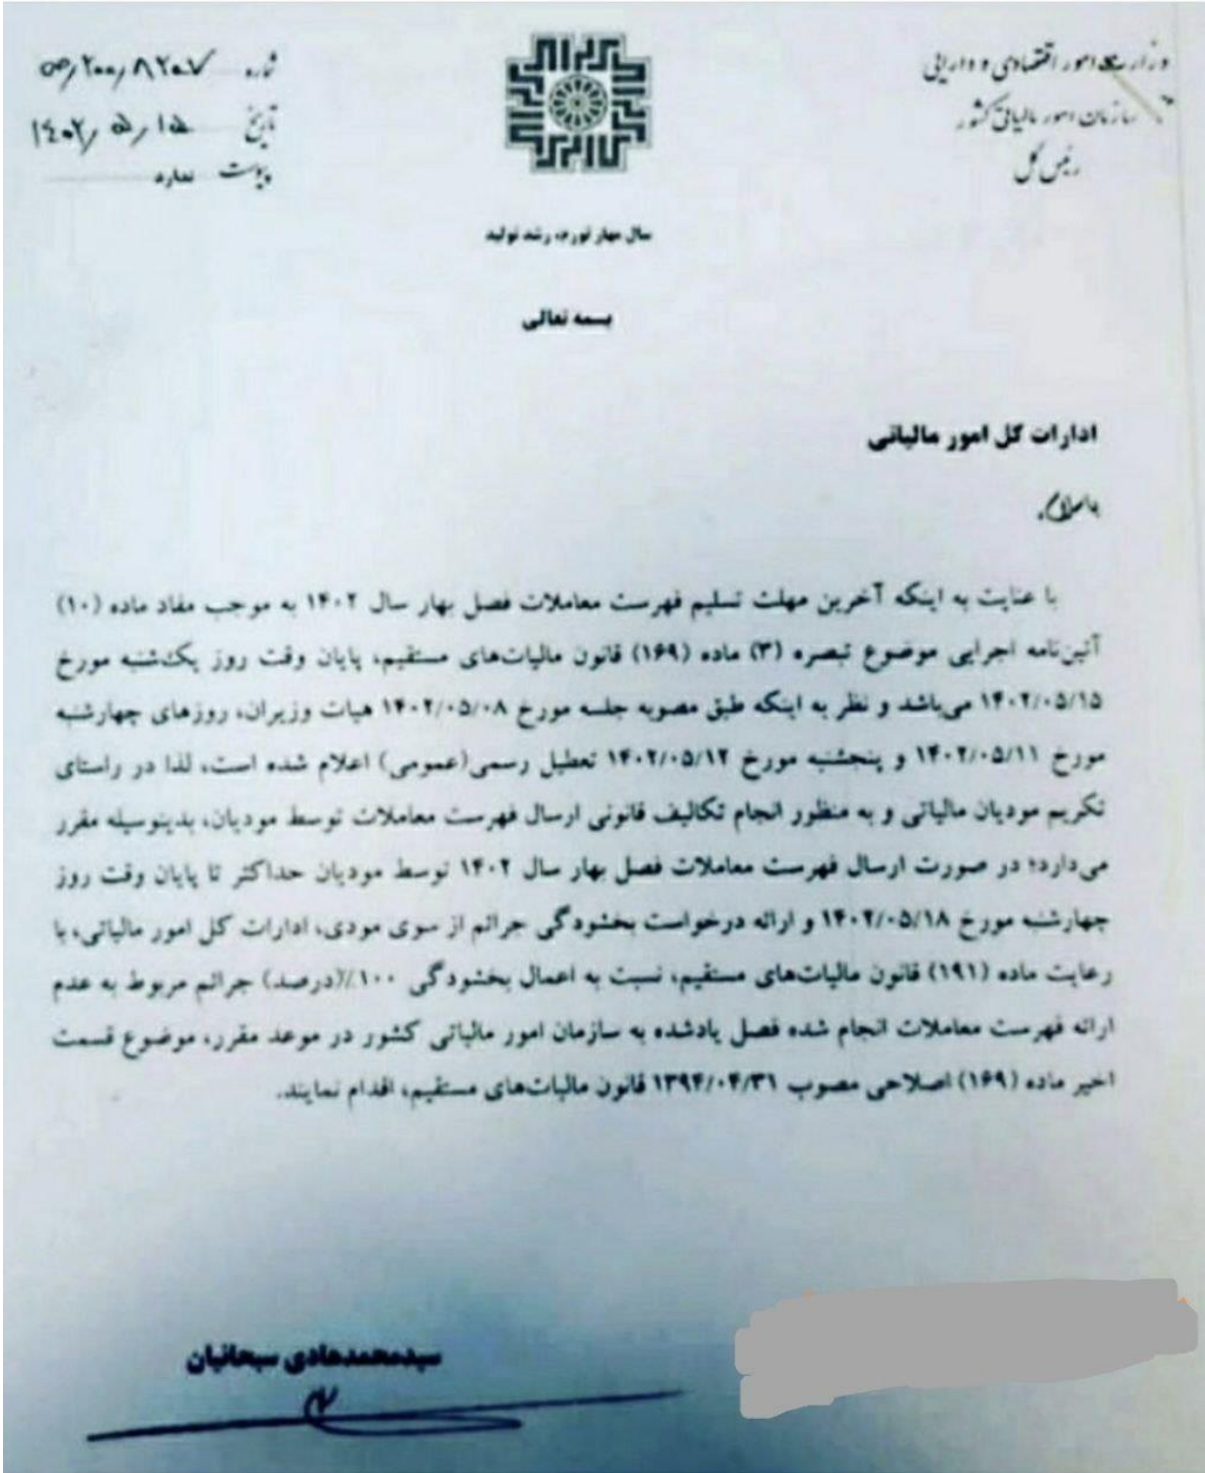 وزارت امور اقتصادی و دارایی
سازمان امور مالیاتی کشور
رئیس کل
شماره ۲۰۰/۸۲۰۷/
تاریخ ۱۴۰۲/۵/۱۵
پیوست ندارد
سال مهار تورم، رشد تولید
بسمه تعالی
ادارات کل امور مالیاتی
باسلام،
با عنایت به اینکه آخرین مهلت تسلیم فهرست معاملات فصل بهار سال ۱۴۰۲ به موجب مفاد ماده (۱۰)
آئین‌نامه اجرایی موضوع تبصره (۳) ماده (۱۶۹) قانون مالیات‌های مستقیم، پایان وقت روز یکشنبه مورخ
۱۴۰۲/۰۵/۱۵ می‌باشد و نظر به اینکه طبق مصوبه جلسه مورخ ۱۴۰۲/۰۵/۰۸ هیات وزیران، روزهای چهارشنبه
مورخ ۱۴۰۲/۰۵/۱۱ و پنجشنبه مورخ ۱۴۰۲/۰۵/۱۲ تعطیل رسمی(عمومی) اعلام شده است، لذا در راستای
تکریم مودیان مالیاتی و به منظور انجام تکالیف قانونی ارسال فهرست معاملات توسط مودیان، بدینوسیله مقرر
می‌دارد؛ در صورت ارسال فهرست معاملات فصل بهار سال ۱۴۰۲ توسط مودیان حداکثر تا پایان وقت روز
چهارشنبه مورخ ۱۴۰۲/۰۵/۱۸ و ارائه درخواست بخشودگی جرائم از سوی مودی، ادارات کل امور مالیاتی، با
رعایت ماده (۱۹۱) قانون مالیات‌های مستقیم، نسبت به اعمال بخشودگی ۱۰۰٪(درصد) جرائم مربوط به عدم
ارائه فهرست معاملات انجام شده فصل یادشده به سازمان امور مالیاتی کشور در موعد مقرر، موضوع قسمت
اخیر ماده (۱۶۹) اصلاحی مصوب ۱۳۹۴/۰۴/۳۱ قانون مالیات‌های مستقیم، اقدام نمایند.
سیدمحمدهادی سبحانیان